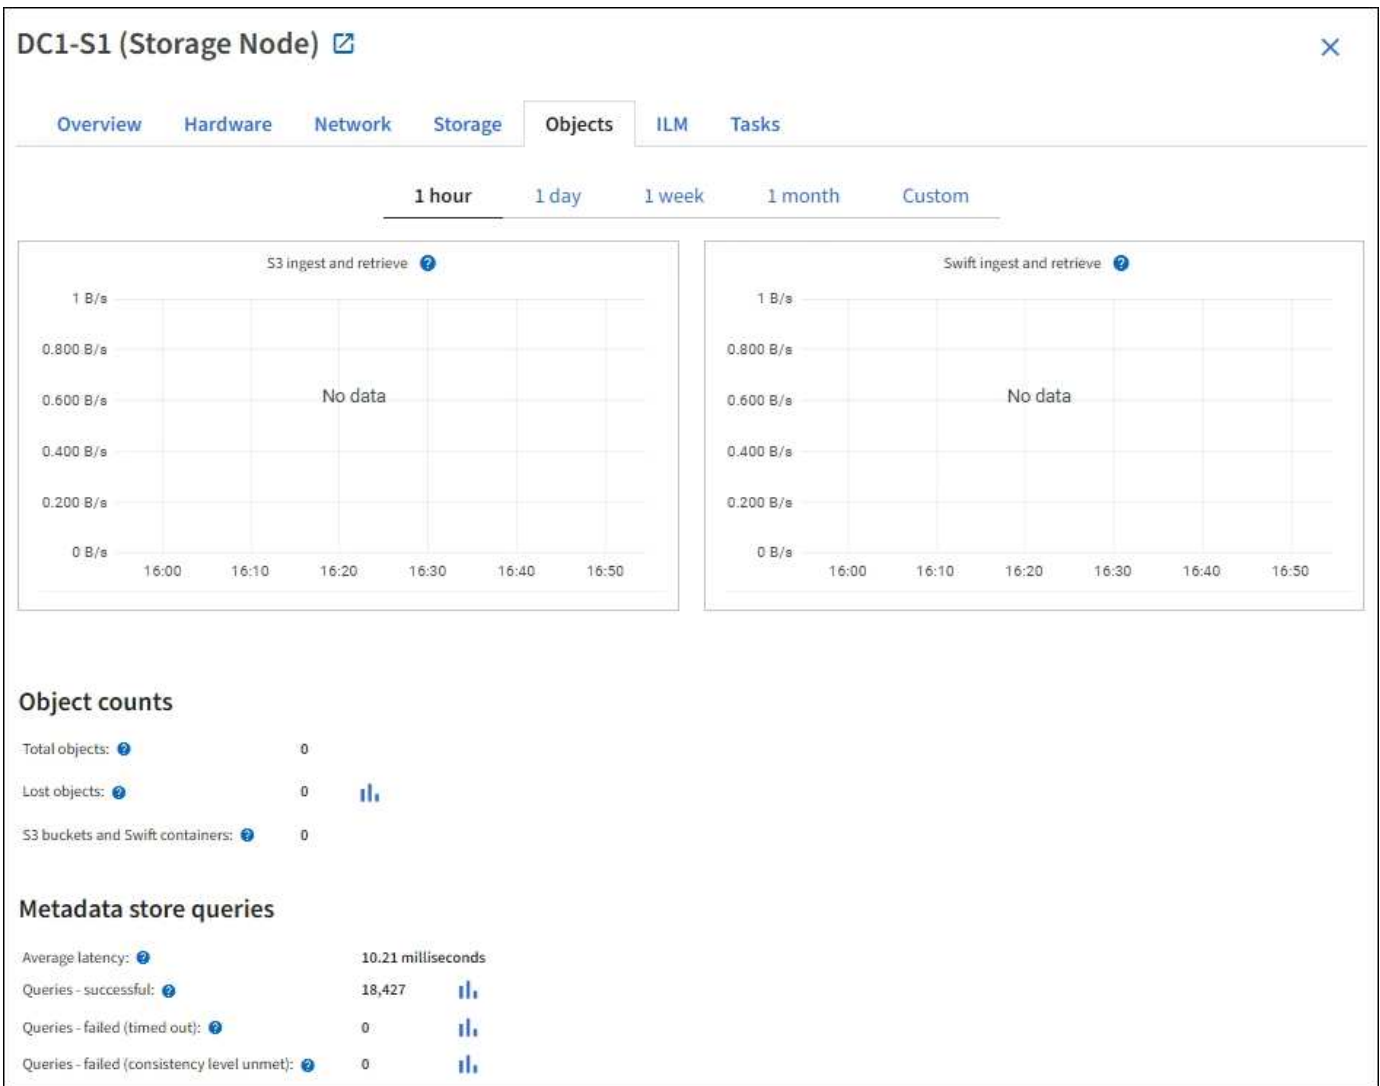 DC1-S1 (Storage Node)
Overview Hardware Network Storage Objects ILM Tasks
1 hour 1 day 1 week 1 month Custom
S3 ingest and retrieve
1 B/s
0.800 B/s
0.600 B/s
0.400 B/s
0.200 B/s
0 B/s
No data
16:00 16:10 16:20 16:30 16:40 16:50
Swift ingest and retrieve
1 B/s
0.800 B/s
0.600 B/s
0.400 B/s
0.200 B/s
0 B/s
No data
16:00 16:10 16:20 16:30 16:40 16:50
Object counts
Total objects: 0
Lost objects: 0
S3 buckets and Swift containers: 0
Metadata store queries
Average latency: 10.21 milliseconds
Queries - successful: 18,427
Queries - failed (timed out): 0
Queries - failed (consistency level unmet): 0